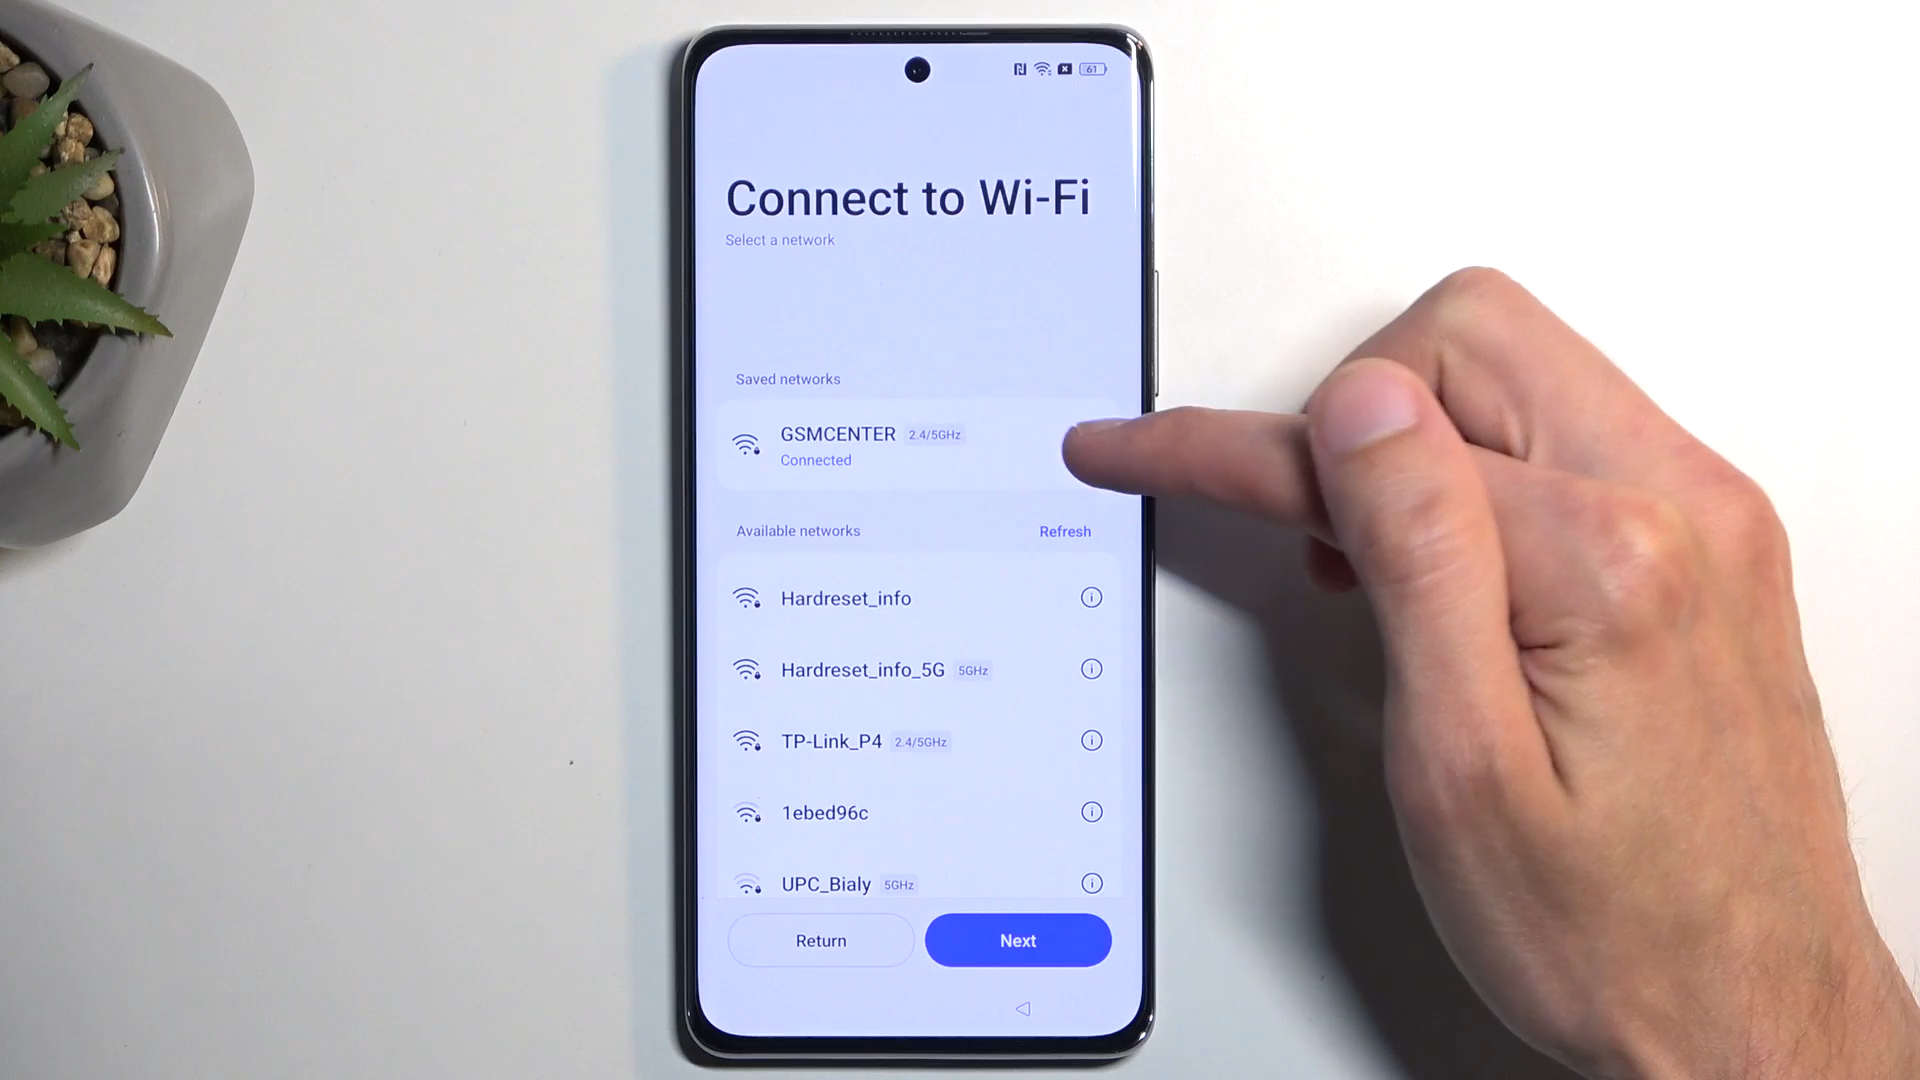 61
Connect to Wi-Fi
Select a network
Saved networks
GSMCENTER 2.4/5GHz
Connected
Available networks Refresh
Hardreset_info
Hardreset_info_5G 5GHz
TP-Link_P4 2.4/5GHz
1ebed96c
UPC_Bialy 5GHz
Return Next